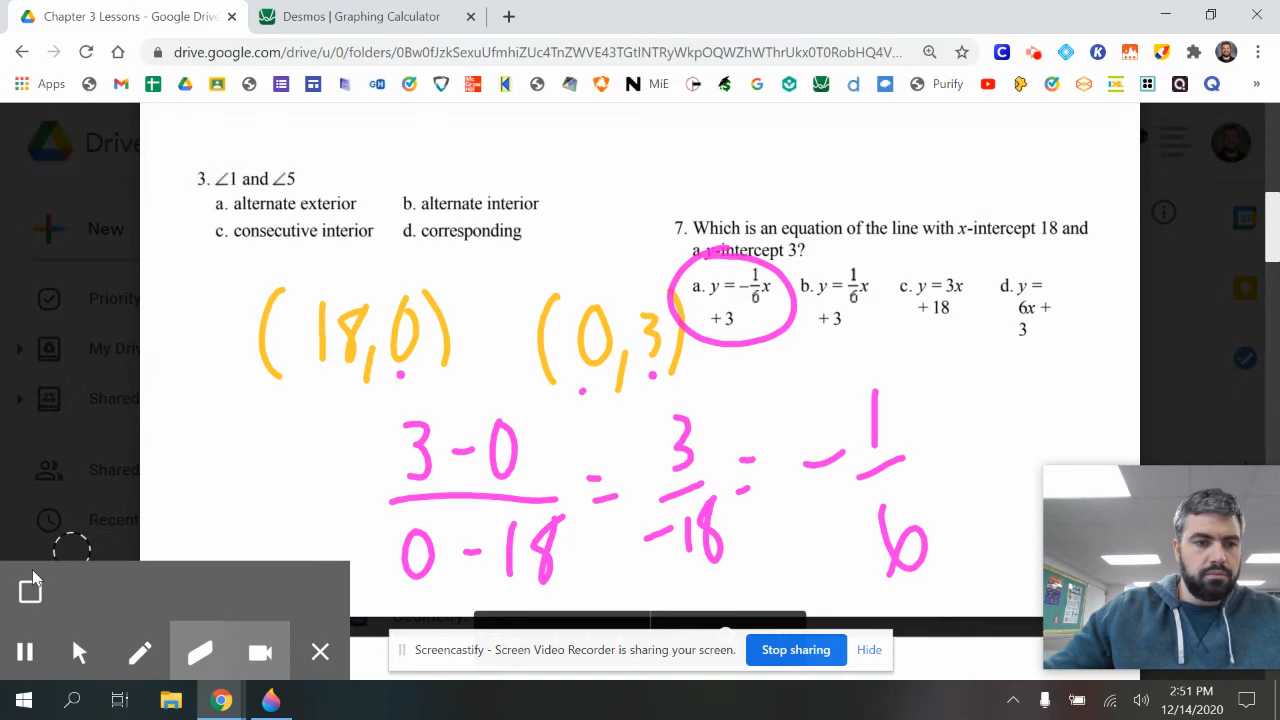 Chapter 3 Lessons - Google Drive
Desmos | Graphing Calculator
drive.google.com/drive/u/0/folders/0Bw0fJzkSexuUfmhiZUc4TnZWVE43TGtlNTRyWkpOQWZhWThrUkx0T0RobHQ4V...
Apps
MiE
Purify
»
Drive
New
Priority
My Driv
Shared
Shared
Recent
3. ∠1 and ∠5
a. alternate exterior b. alternate interior
c. consecutive interior d. corresponding
7. Which is an equation of the line with x-intercept 18 and
a y-intercept 3?
a. y = -1/6x + 3
b. y = 1/6x + 3
c. y = 3x + 18
d. y = 6x + 3
(18,0) (0,3)
3-0/0-18 = 3/-18 = -1/6
Screencastify - Screen Video Recorder is sharing your screen.
Stop sharing
Hide
2:51 PM
12/14/2020